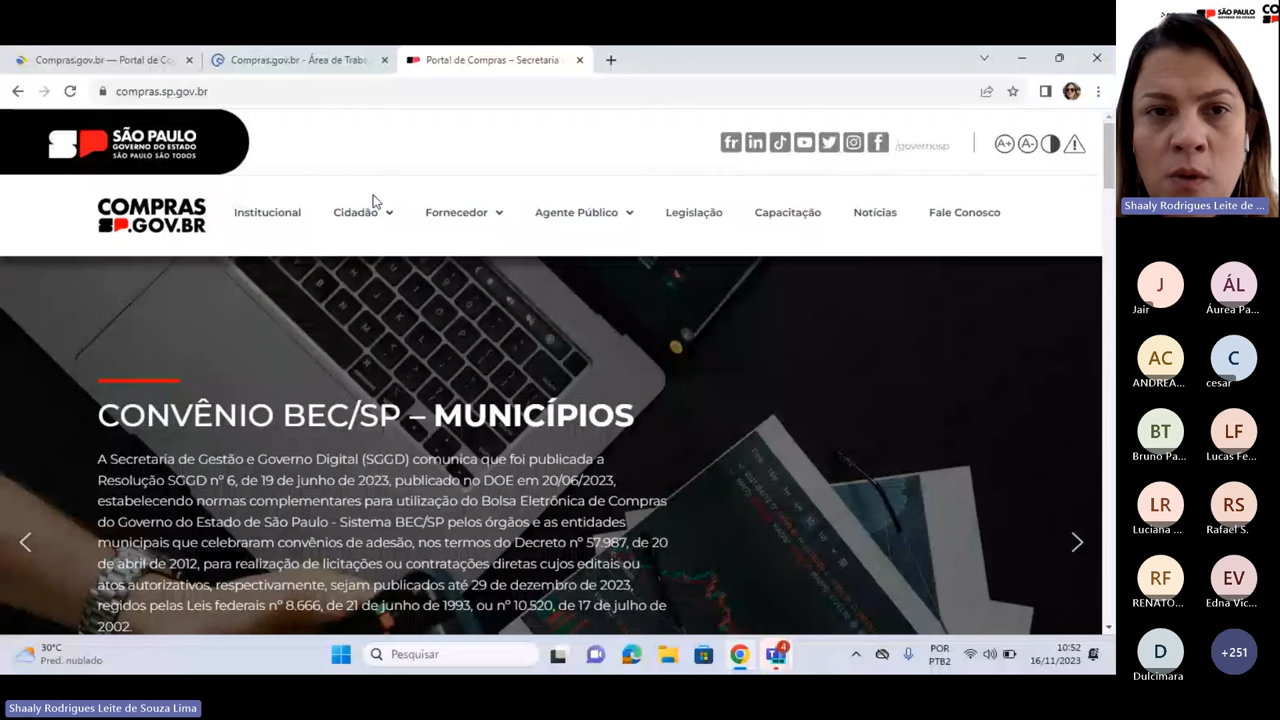 Compras.gov.br — Portal de Co
Compras.gov.br - Área de Traba
Portal de Compras – Secretaria
compras.sp.gov.br
SÃO PAULO
GOVERNO DO ESTADO
SÃO PAULO SÃO TODOS
/governosp
A+
A-
COMPRAS
SP.GOV.BR
Institucional
Cidadão
Fornecedor
Agente Público
Legislação
Capacitação
Notícias
Fale Conosco
CONVÊNIO BEC/SP – MUNICÍPIOS
A Secretaria de Gestão e Governo Digital (SGGD) comunica que foi publicada a
Resolução SGGD nº 6, de 19 de junho de 2023, publicado no DOE em 20/06/2023,
estabelecendo normas complementares para utilização do Bolsa Eletrônica de Compras
do Governo do Estado de São Paulo - Sistema BEC/SP pelos órgãos e as entidades
municipais que celebraram convênios de adesão, nos termos do Decreto nº 57.987, de 20
de abril de 2012, para realização de licitações ou contratações diretas cujos editais ou
atos autorizativos, respectivamente, sejam publicados até 29 de dezembro de 2023,
regidos pelas Leis federais nº 8.666, de 21 de junho de 1993, ou nº 10.520, de 17 de julho de
2002.
30°C
Pred. nublado
Pesquisar
4
POR
PTB2
10:52
16/11/2023
Shaaly Rodrigues Leite de Souza Lima
SÃO PAULO
Shaaly Rodrigues Leite de ...
J
Jair
ÁL
Áurea Pa...
AC
ANDREA...
C
cesar
BT
Bruno Pa...
LF
Lucas Fe...
LR
Luciana ...
RS
Rafael S.
RF
RENATO...
EV
Edna Vic...
D
Dulcimara
+251